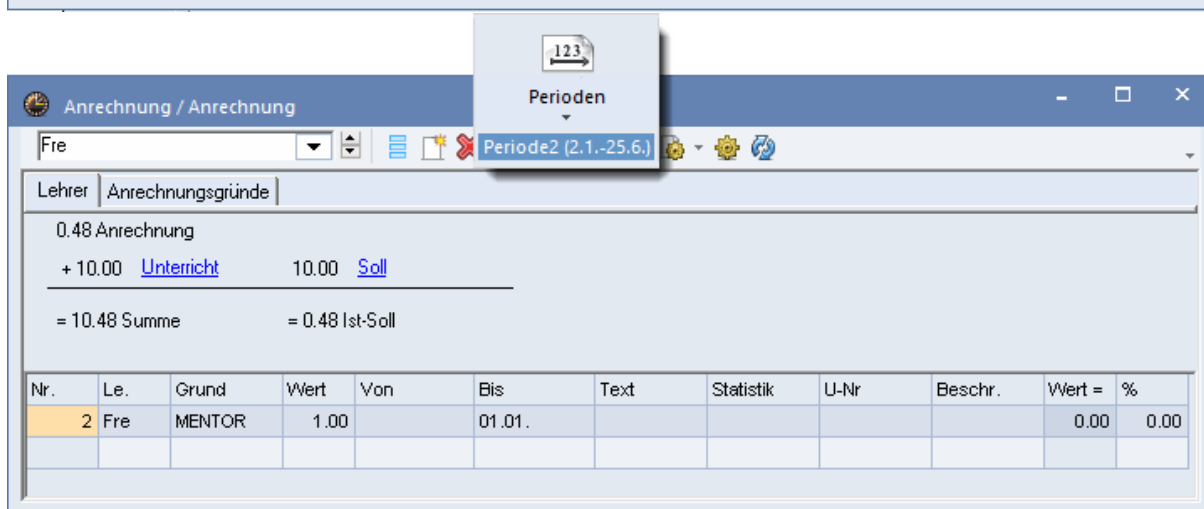 123
Perioden
Periode2 (2.1.-25.6.)
Anrechnung / Anrechnung
Fre
Lehrer Anrechnungsgründe
0.48 Anrechnung
+ 10.00 Unterricht 10.00 Soll
= 10.48 Summe = 0.48 Ist-Soll
Nr. Le. Grund Wert Von Bis Text Statistik U-Nr Beschr. Wert = %
2 Fre MENTOR 1.00 01.01. 0.00 0.00